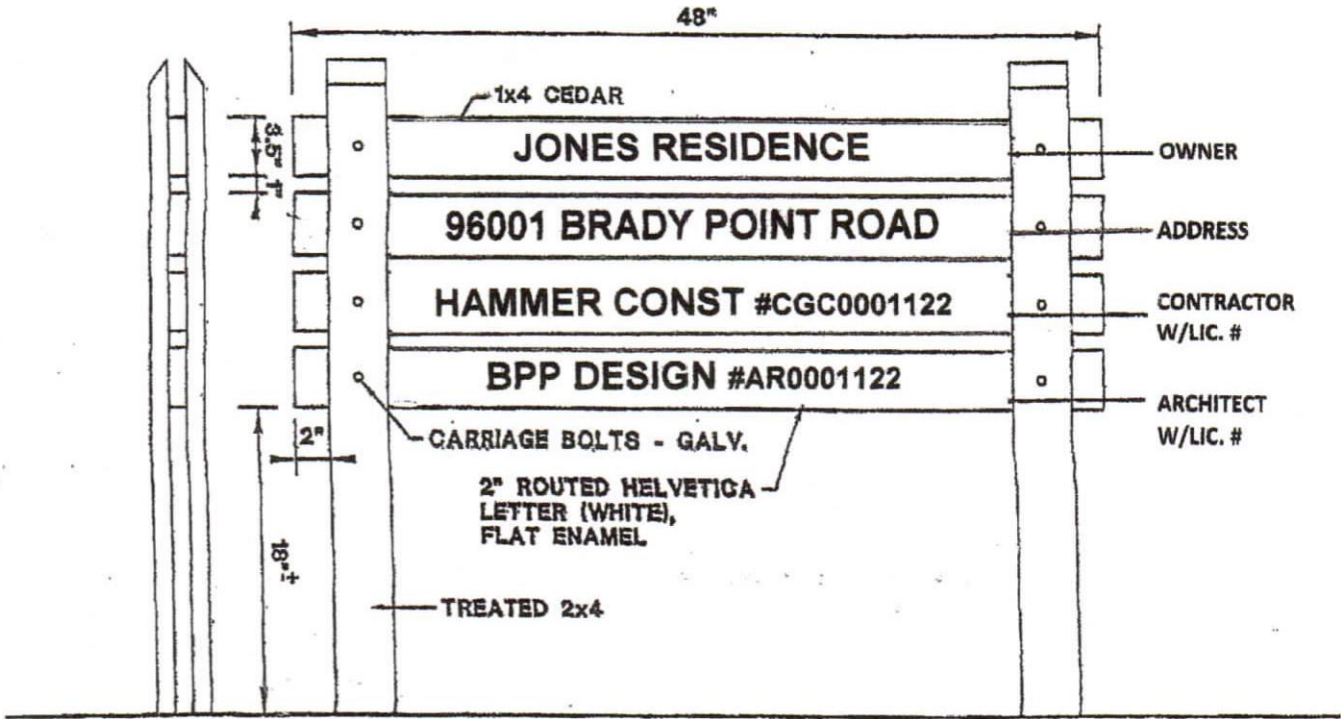 48"
1x4 CEDAR
3.5"
1"
JONES RESIDENCE
OWNER
96001 BRADY POINT ROAD
ADDRESS
HAMMER CONST #CGC0001122
CONTRACTOR
W/LIC. #
BPP DESIGN #AR0001122
ARCHITECT
W/LIC. #
2"
CARRIAGE BOLTS - GALV.
2" ROUTED HELVETICA
LETTER (WHITE),
FLAT ENAMEL
18"±
TREATED 2x4